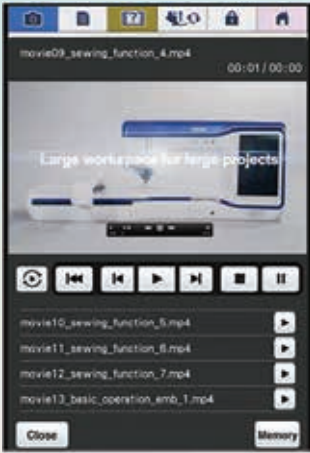 movie09_sewing_function_4.mp4
00:01/00:00
Large workspace for large projects
movie10_sewing_function_5.mp4
movie11_sewing_function_6.mp4
movie12_sewing_function_7.mp4
movie13_basic_operation_emb_1.mp4
Close
Memory